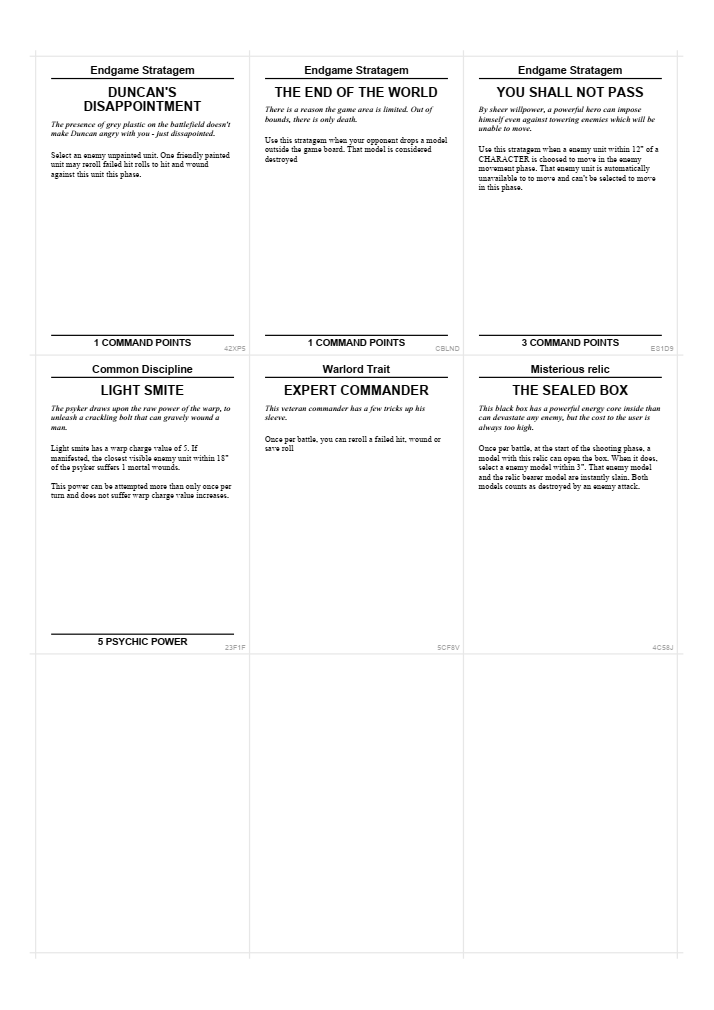 Endgame Stratagem
DUNCAN'S
DISAPPOINTMENT
The presence of grey plastic on the battlefield doesn't
make Duncan angry with you - just dissapointed.
Select an enemy unpainted unit. One friendly painted
unit may reroll failed hit rolls to hit and wound
against this unit this phase.
1 COMMAND POINTS
42XP5
Endgame Stratagem
THE END OF THE WORLD
There is a reason the game area is limited. Out of
bounds, there is only death.
Use this stratagem when your opponent drops a model
outside the game board. That model is considered
destroyed
1 COMMAND POINTS
CBLND
Endgame Stratagem
YOU SHALL NOT PASS
By sheer willpower, a powerful hero can impose
himself even against towering enemies which will be
unable to move.
Use this stratagem when a enemy unit within 12" of a
CHARACTER is choosed to move in the enemy
movement phase. That enemy unit is automatically
unavailable to to move and can't be selected to move
in this phase.
3 COMMAND POINTS
E01D9
Common Discipline
LIGHT SMITE
The psyker draws upon the raw power of the warp, to
unleash a crackling bolt that can gravely wound a
man.
Light smite has a warp charge value of 5. If
manifested, the closest visible enemy unit within 18"
of the psyker suffers 1 mortal wounds.
This power can be attempted more than only once per
turn and does not suffer warp charge value increases.
5 PSYCHIC POWER
23F1F
Warlord Trait
EXPERT COMMANDER
This veteran commander has a few tricks up his
sleeve.
Once per battle, you can reroll a failed hit, wound or
save roll
5CF8V
Misterious relic
THE SEALED BOX
This black box has a powerful energy core inside than
can devastate any enemy, but the cost to the user is
always too high.
Once per battle, at the start of the shooting phase, a
model with this relic can open the box. When it does,
select a enemy model within 3". That enemy model
and the relic bearer model are instantly slain. Both
models counts as destroyed by an enemy attack.
4G58J